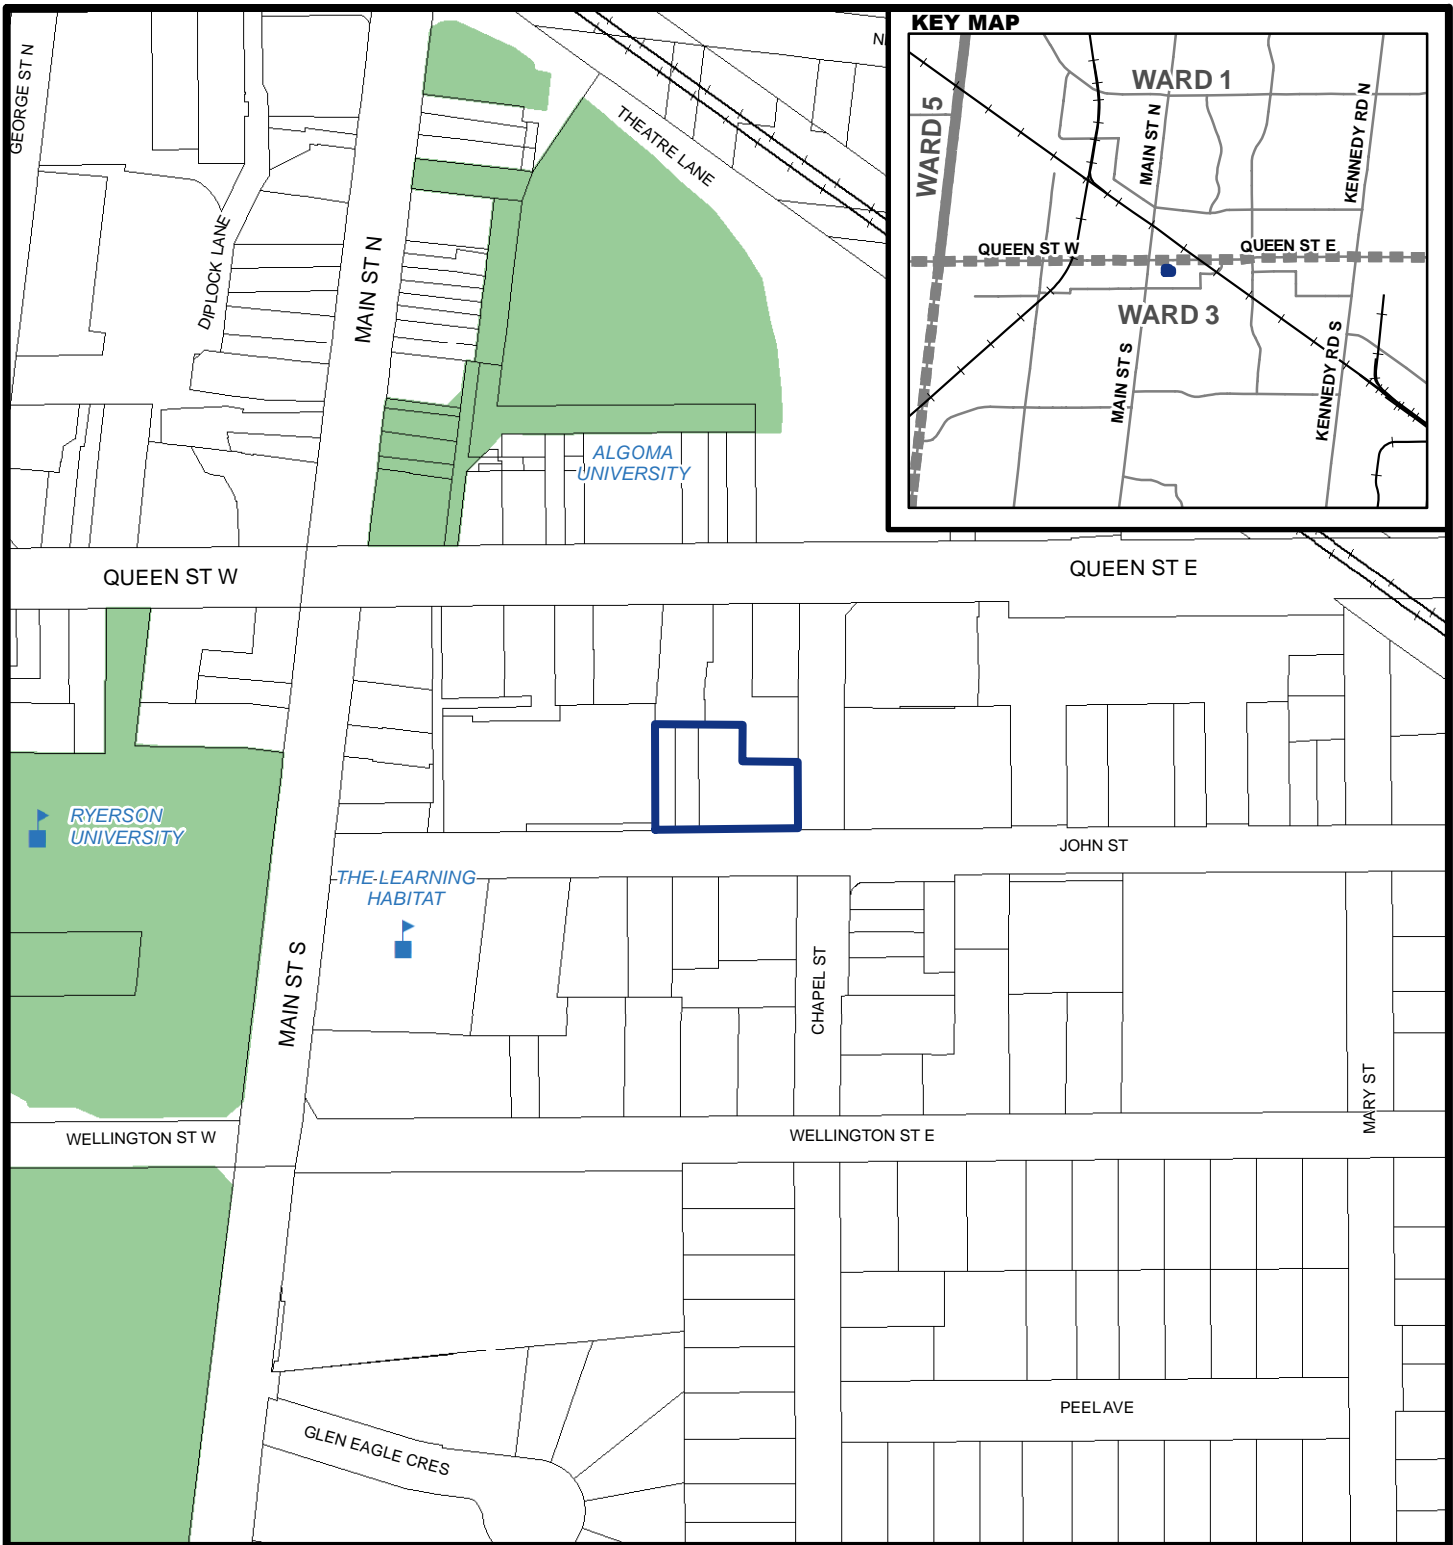 KEY MAP
WARD 1
WARD 5
MAIN ST N
KENNEDY RD N
QUEEN ST W
QUEEN ST E
WARD 3
MAIN ST S
KENNEDY RD S
GEORGE ST N
THEATRE LANE
DIPLOCK LANE
MAIN ST N
ALGOMA
UNIVERSITY
QUEEN ST W
QUEEN ST E
RYERSON
UNIVERSITY
JOHN ST
THE LEARNING
HABITAT
MAIN ST S
CHAPEL ST
MARY ST
WELLINGTON ST W
WELLINGTON ST E
PEEL AVE
GLEN EAGLE CRES